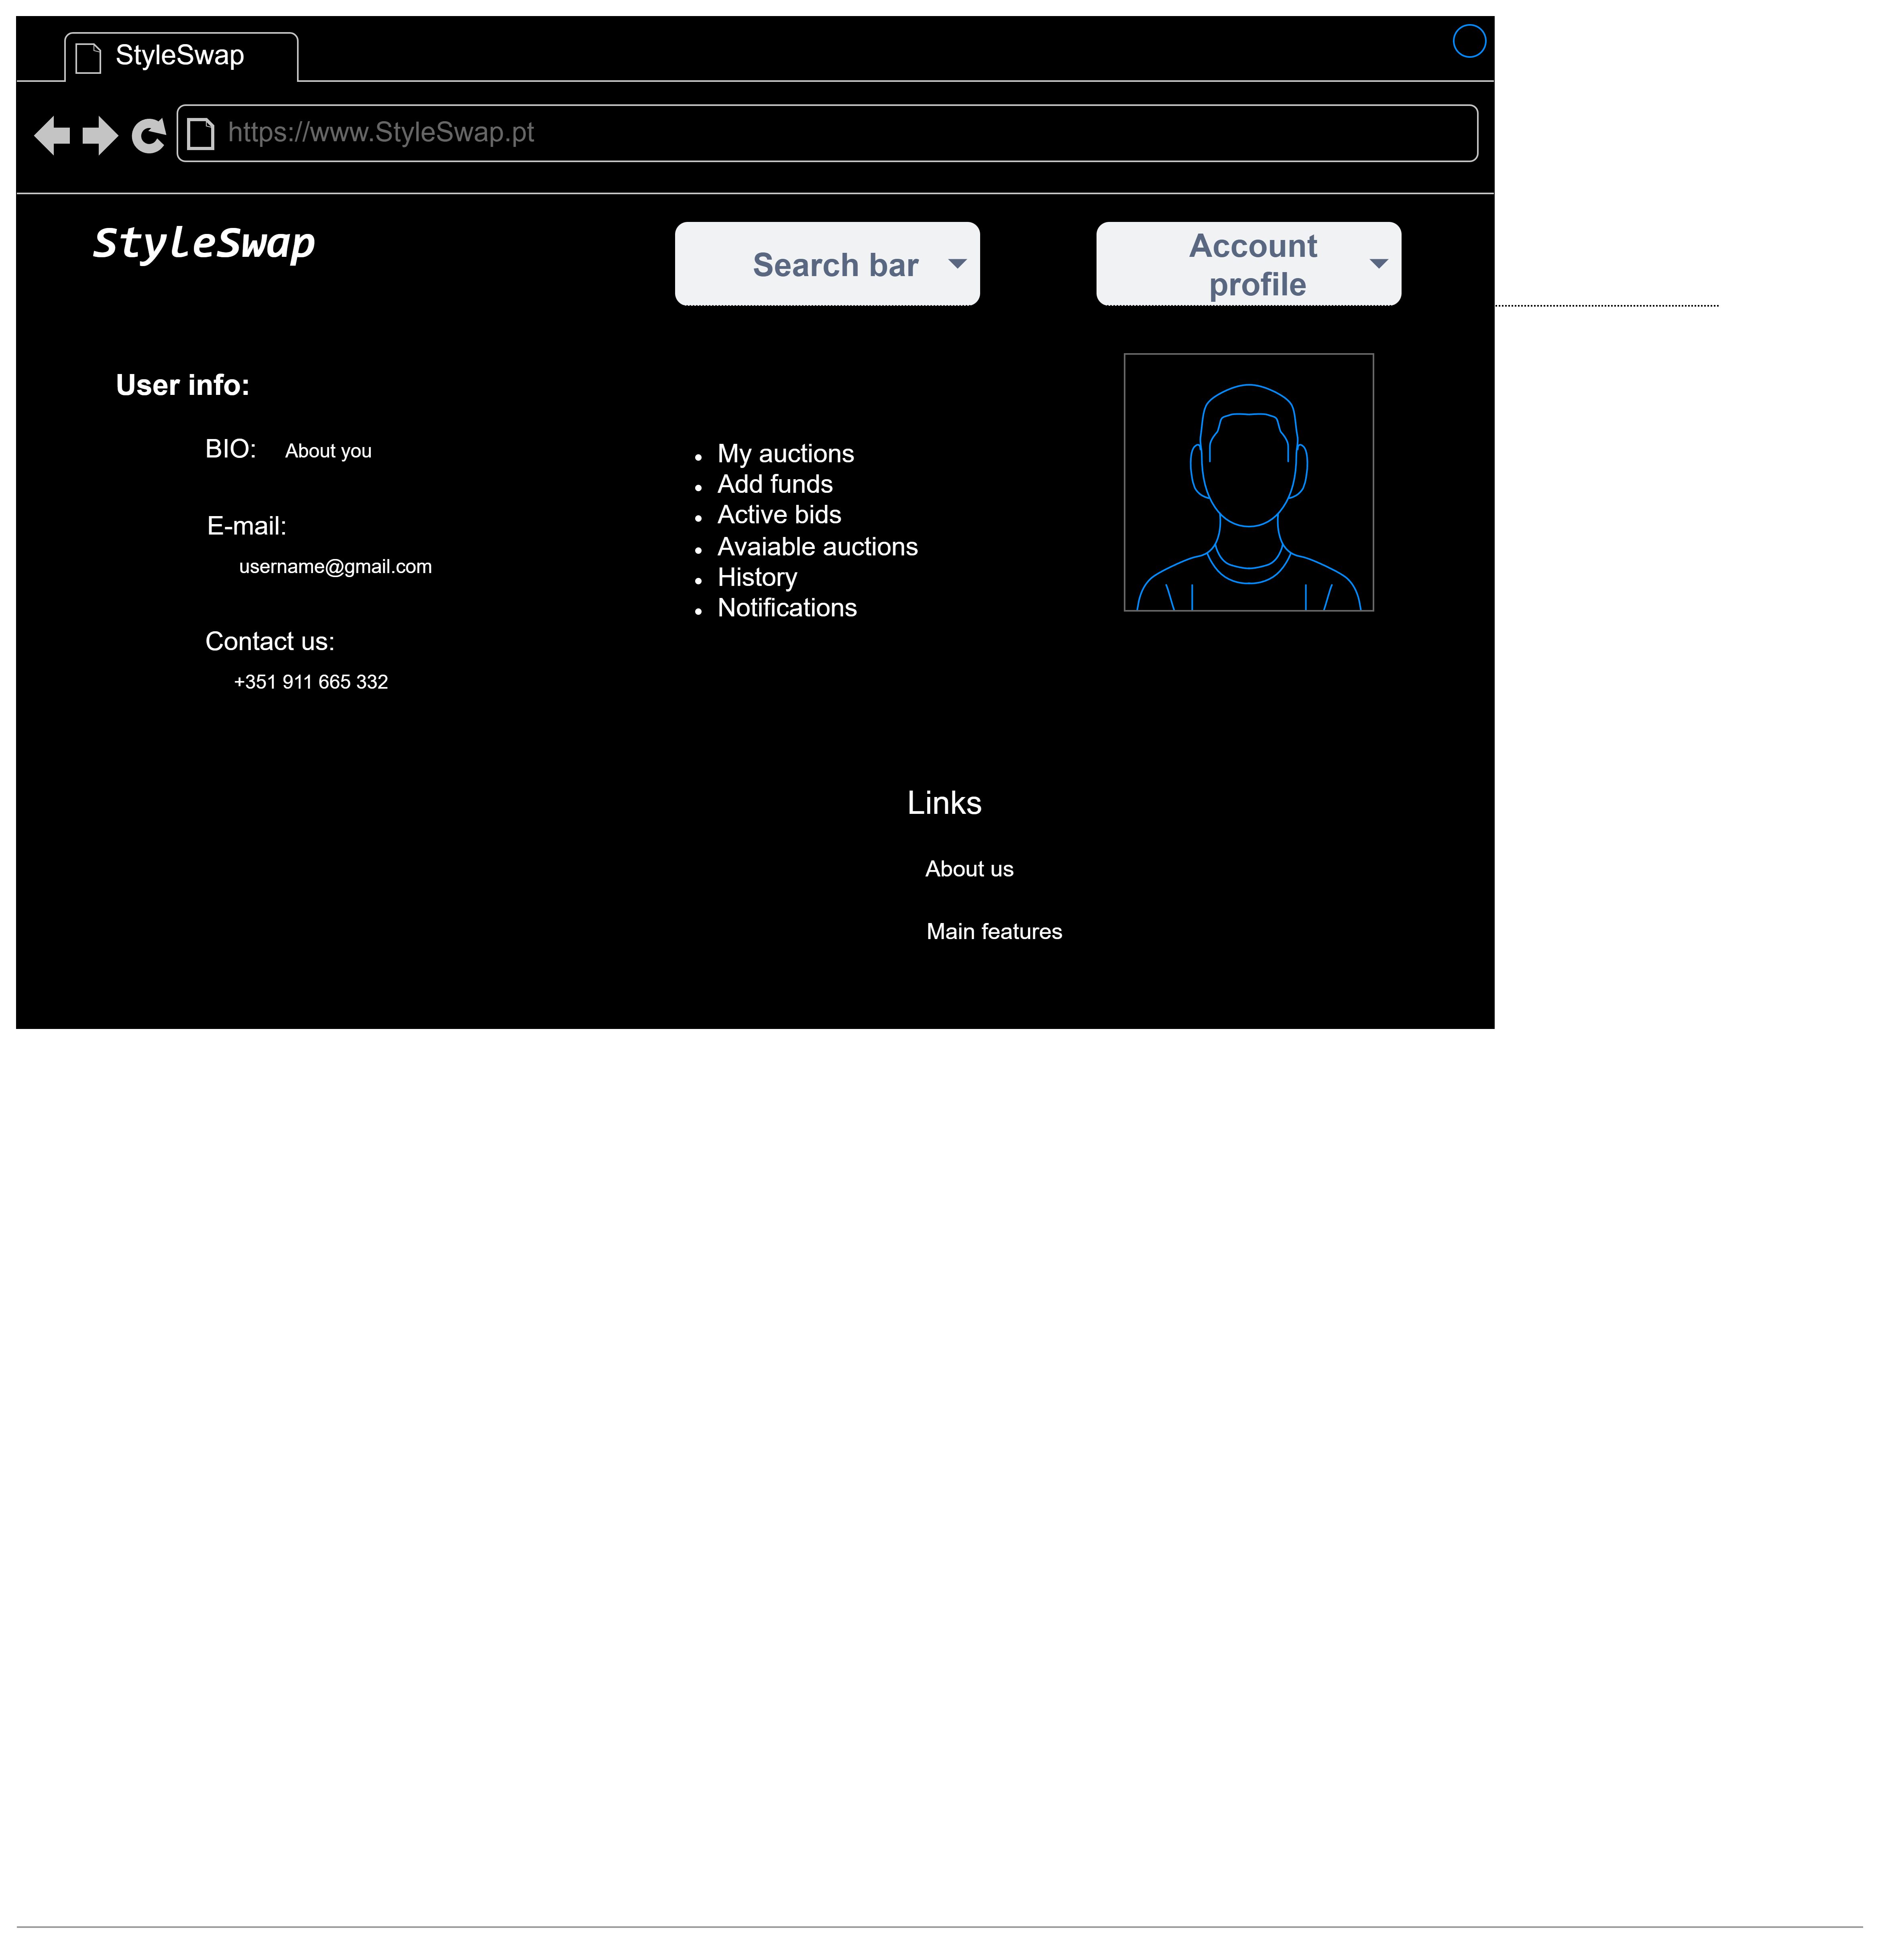 StyleSwap
https://www.StyleSwap.pt
StyleSwap
Search bar
Account
profile
User info:
BIO:
About you
E-mail:
username@gmail.com
Contact us:
+351 911 665 332
My auctions
Add funds
Active bids
Avaiable auctions
History
Notifications
Links
About us
Main features